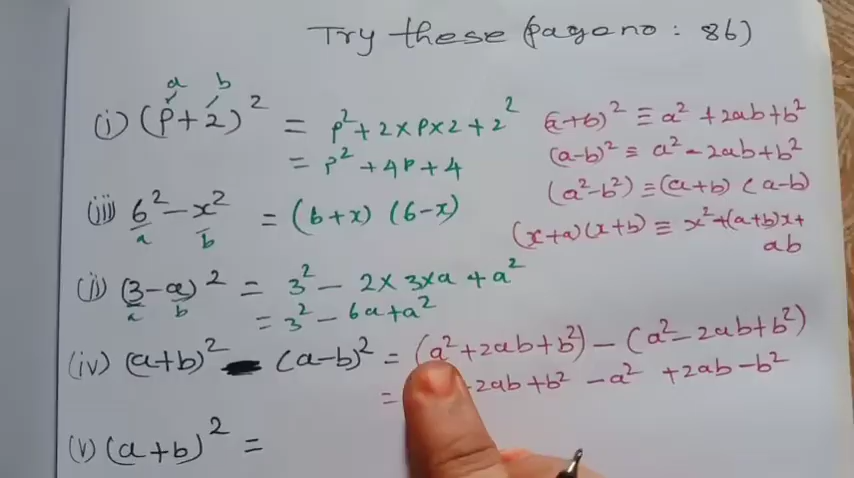 Try these (page no : 86)
a b
(i) (p+2)² = p²+2×p×2+2²
= p²+4p+4
(a+b)² ≡ a²+2ab+b²
(a-b)² ≡ a²-2ab+b²
(a²-b²) ≡ (a+b) (a-b)
(x+a)(x+b) ≡ x²+(a+b)x+
ab
(iii) 6²-x² = (6+x) (6-x)
a b
(j) (3-a)² = 3² - 2×3×a+a²
a b
= 3²-6a+a²
(iv) (a+b)² - (a-b)² = (a²+2ab+b²)-(a²-2ab+b²)
= 2ab+b² -a² +2ab-b²
(v) (a+b)² =